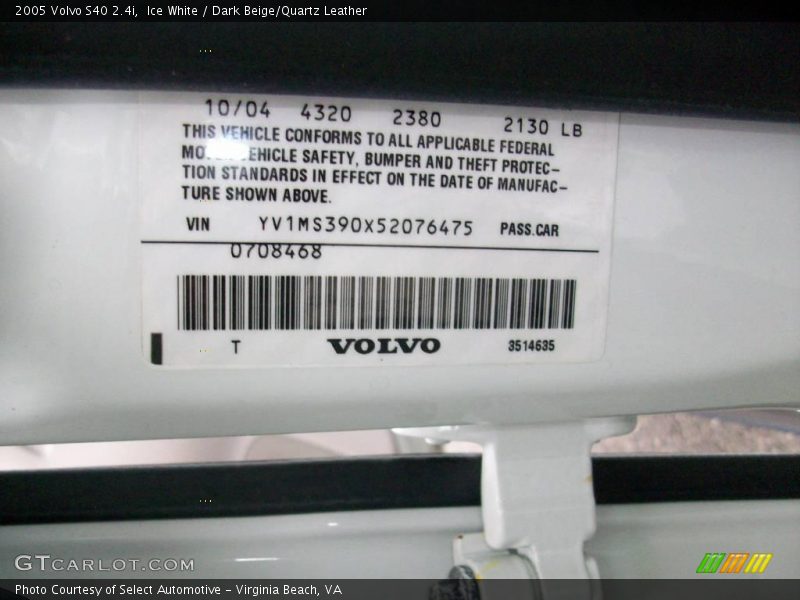 2005 Volvo S40 2.4i, Ice White / Dark Beige/Quartz Leather
10/04 4320 2380 2130 LB
THIS VEHICLE CONFORMS TO ALL APPLICABLE FEDERAL
MOTOR VEHICLE SAFETY, BUMPER AND THEFT PROTEC-
TION STANDARDS IN EFFECT ON THE DATE OF MANUFAC-
TURE SHOWN ABOVE.
VIN YV1MS390X52076475 PASS.CAR
0708468
T VOLVO 3514635
GTCARLOT.COM
Photo Courtesy of Select Automotive - Virginia Beach, VA